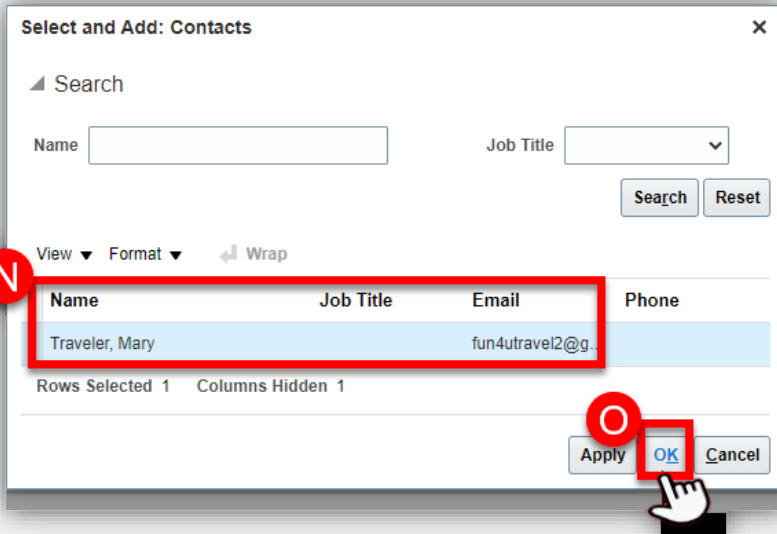 Select and Add: Contacts ×
Search
Name Job Title
Search Reset
View Format Wrap
N
Name Job Title Email Phone
Traveler, Mary fun4utravel2@g..
Rows Selected 1 Columns Hidden 1
O
Apply OK Cancel